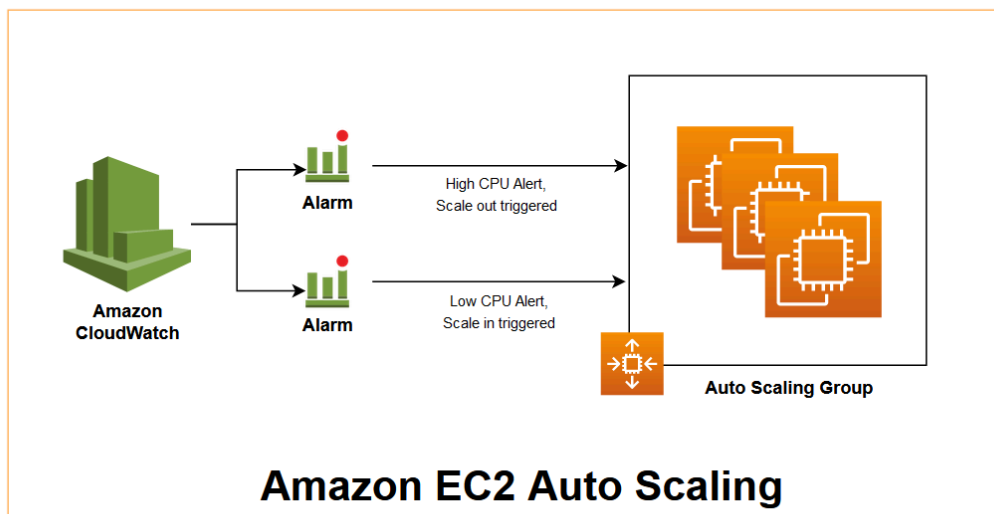 Alarm
High CPU Alert,
Scale out triggered
Amazon
CloudWatch
Alarm
Low CPU Alert,
Scale in triggered
Auto Scaling Group
Amazon EC2 Auto Scaling